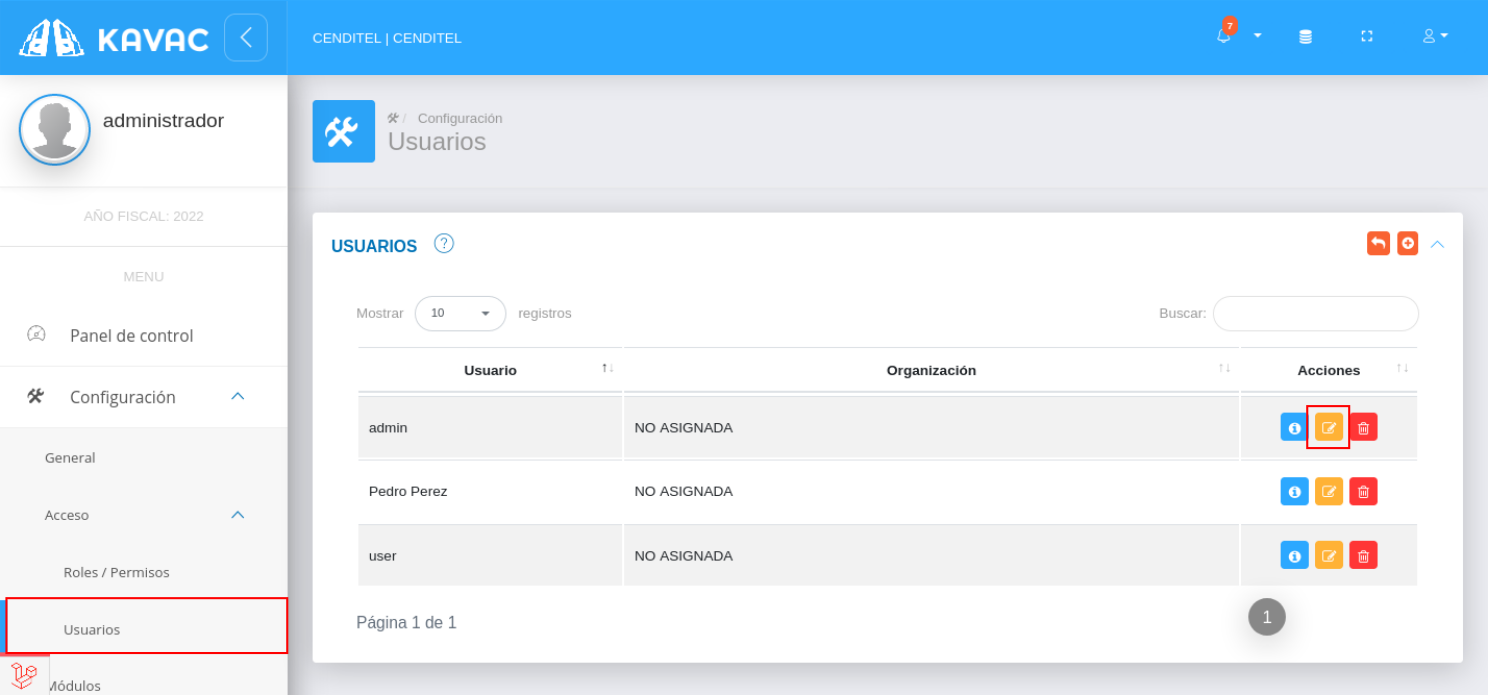 KAVAC
CENDITEL | CENDITEL
7
administrador
/ Configuración
Usuarios
AÑO FISCAL: 2022
MENU
Panel de control
Configuración
General
Acceso
Roles / Permisos
Usuarios
Módulos
USUARIOS ?
Mostrar 10 registros
Buscar:
Usuario Organización Acciones
admin NO ASIGNADA
Pedro Perez NO ASIGNADA
user NO ASIGNADA
Página 1 de 1
1